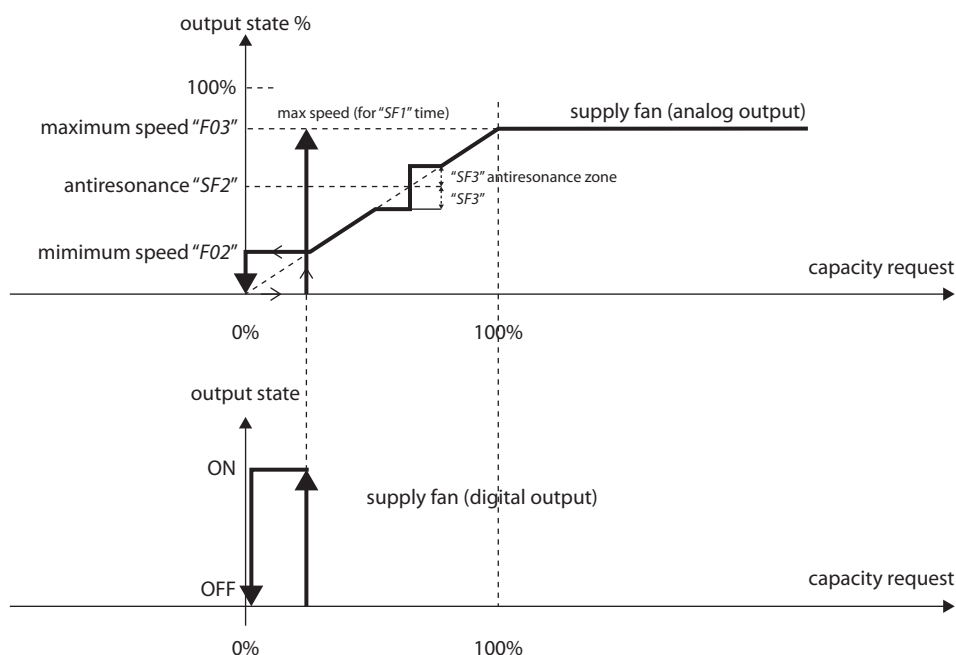 output state %
100%
max speed (for “SF1” time)
supply fan (analog output)
maximum speed “F03”
“SF3” antiresonance zone
antiresonance “SF2”
“SF3”
mimimum speed “F02”
capacity request
0%
100%
output state
ON
supply fan (digital output)
OFF
capacity request
0%
100%